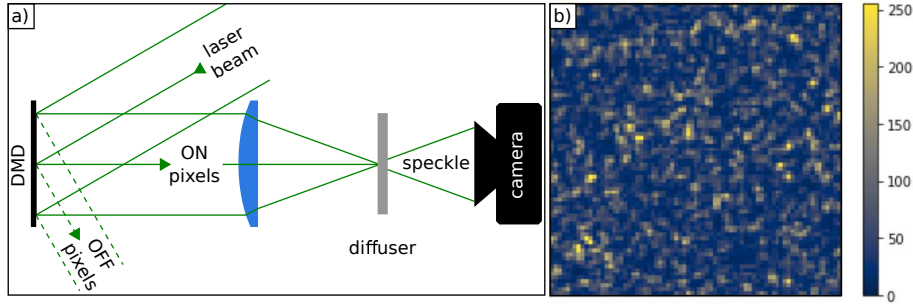 a)
laser
beam
DMD
ON
pixels
OFF
pixels
speckle
camera
diffuser
b)
250
200
150
100
50
0